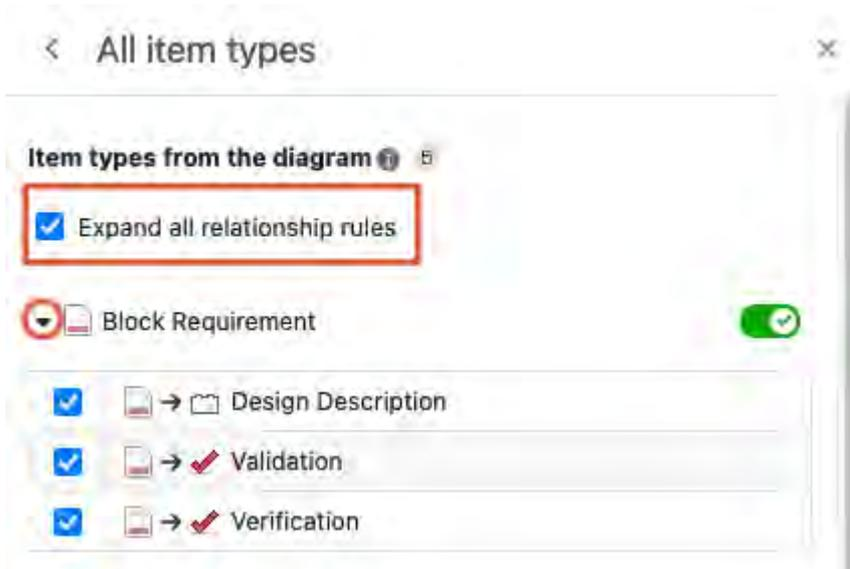 All item types
Item types from the diagram
Expand all relationship rules
Block Requirement
Design Description
Validation
Verification